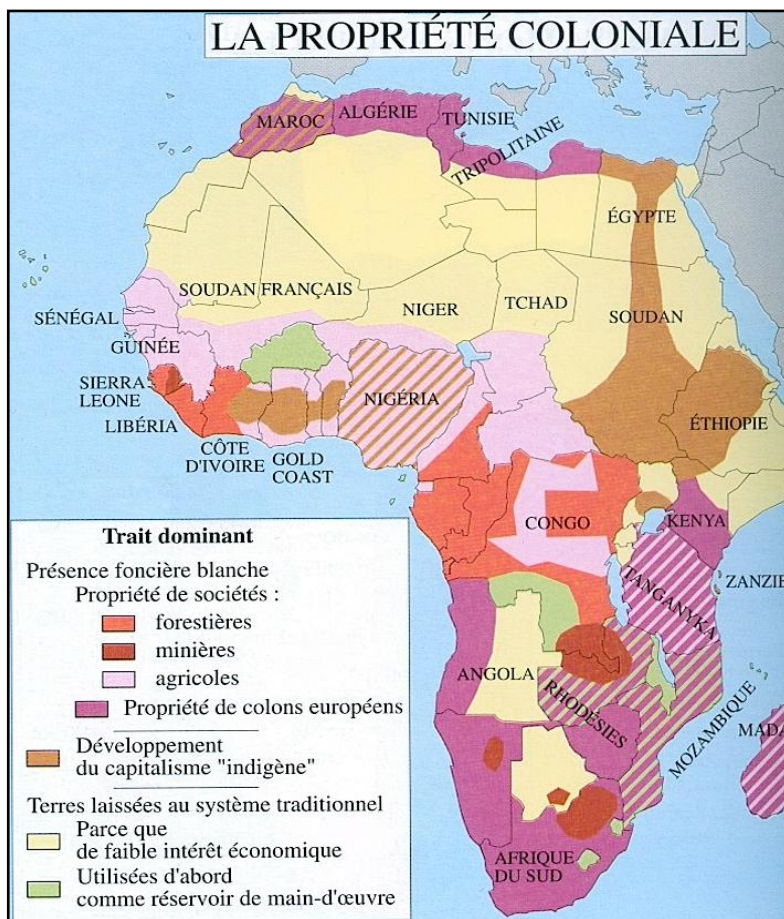 LA PROPRIÉTÉ COLONIALE
MAROC
ALGÉRIE
TUNISIE
TRIPOLITAINE
ÉGYPTE
SOUDAN FRANÇAIS
NIGER
TCHAD
SOUDAN
SÉNÉGAL
GUINÉE
SIERRA
LEONE
LIBÉRIA
CÔTE
D'IVOIRE
GOLD
COAST
NIGÉRIA
ÉTHIOPIE
CONGO
KENYA
TANGANYKA
ZANZIE
ANGOLA
RHODÉSIES
MOZAMBIQUE
MADA
AFRIQUE
DU SUD
Trait dominant
Présence foncière blanche
Propriété de sociétés :
forestières
minières
agricoles
Propriété de colons européens
Développement
du capitalisme "indigène"
Terres laissées au système traditionnel
Parce que
de faible intérêt économique
Utilisées d'abord
comme réservoir de main-d'œuvre